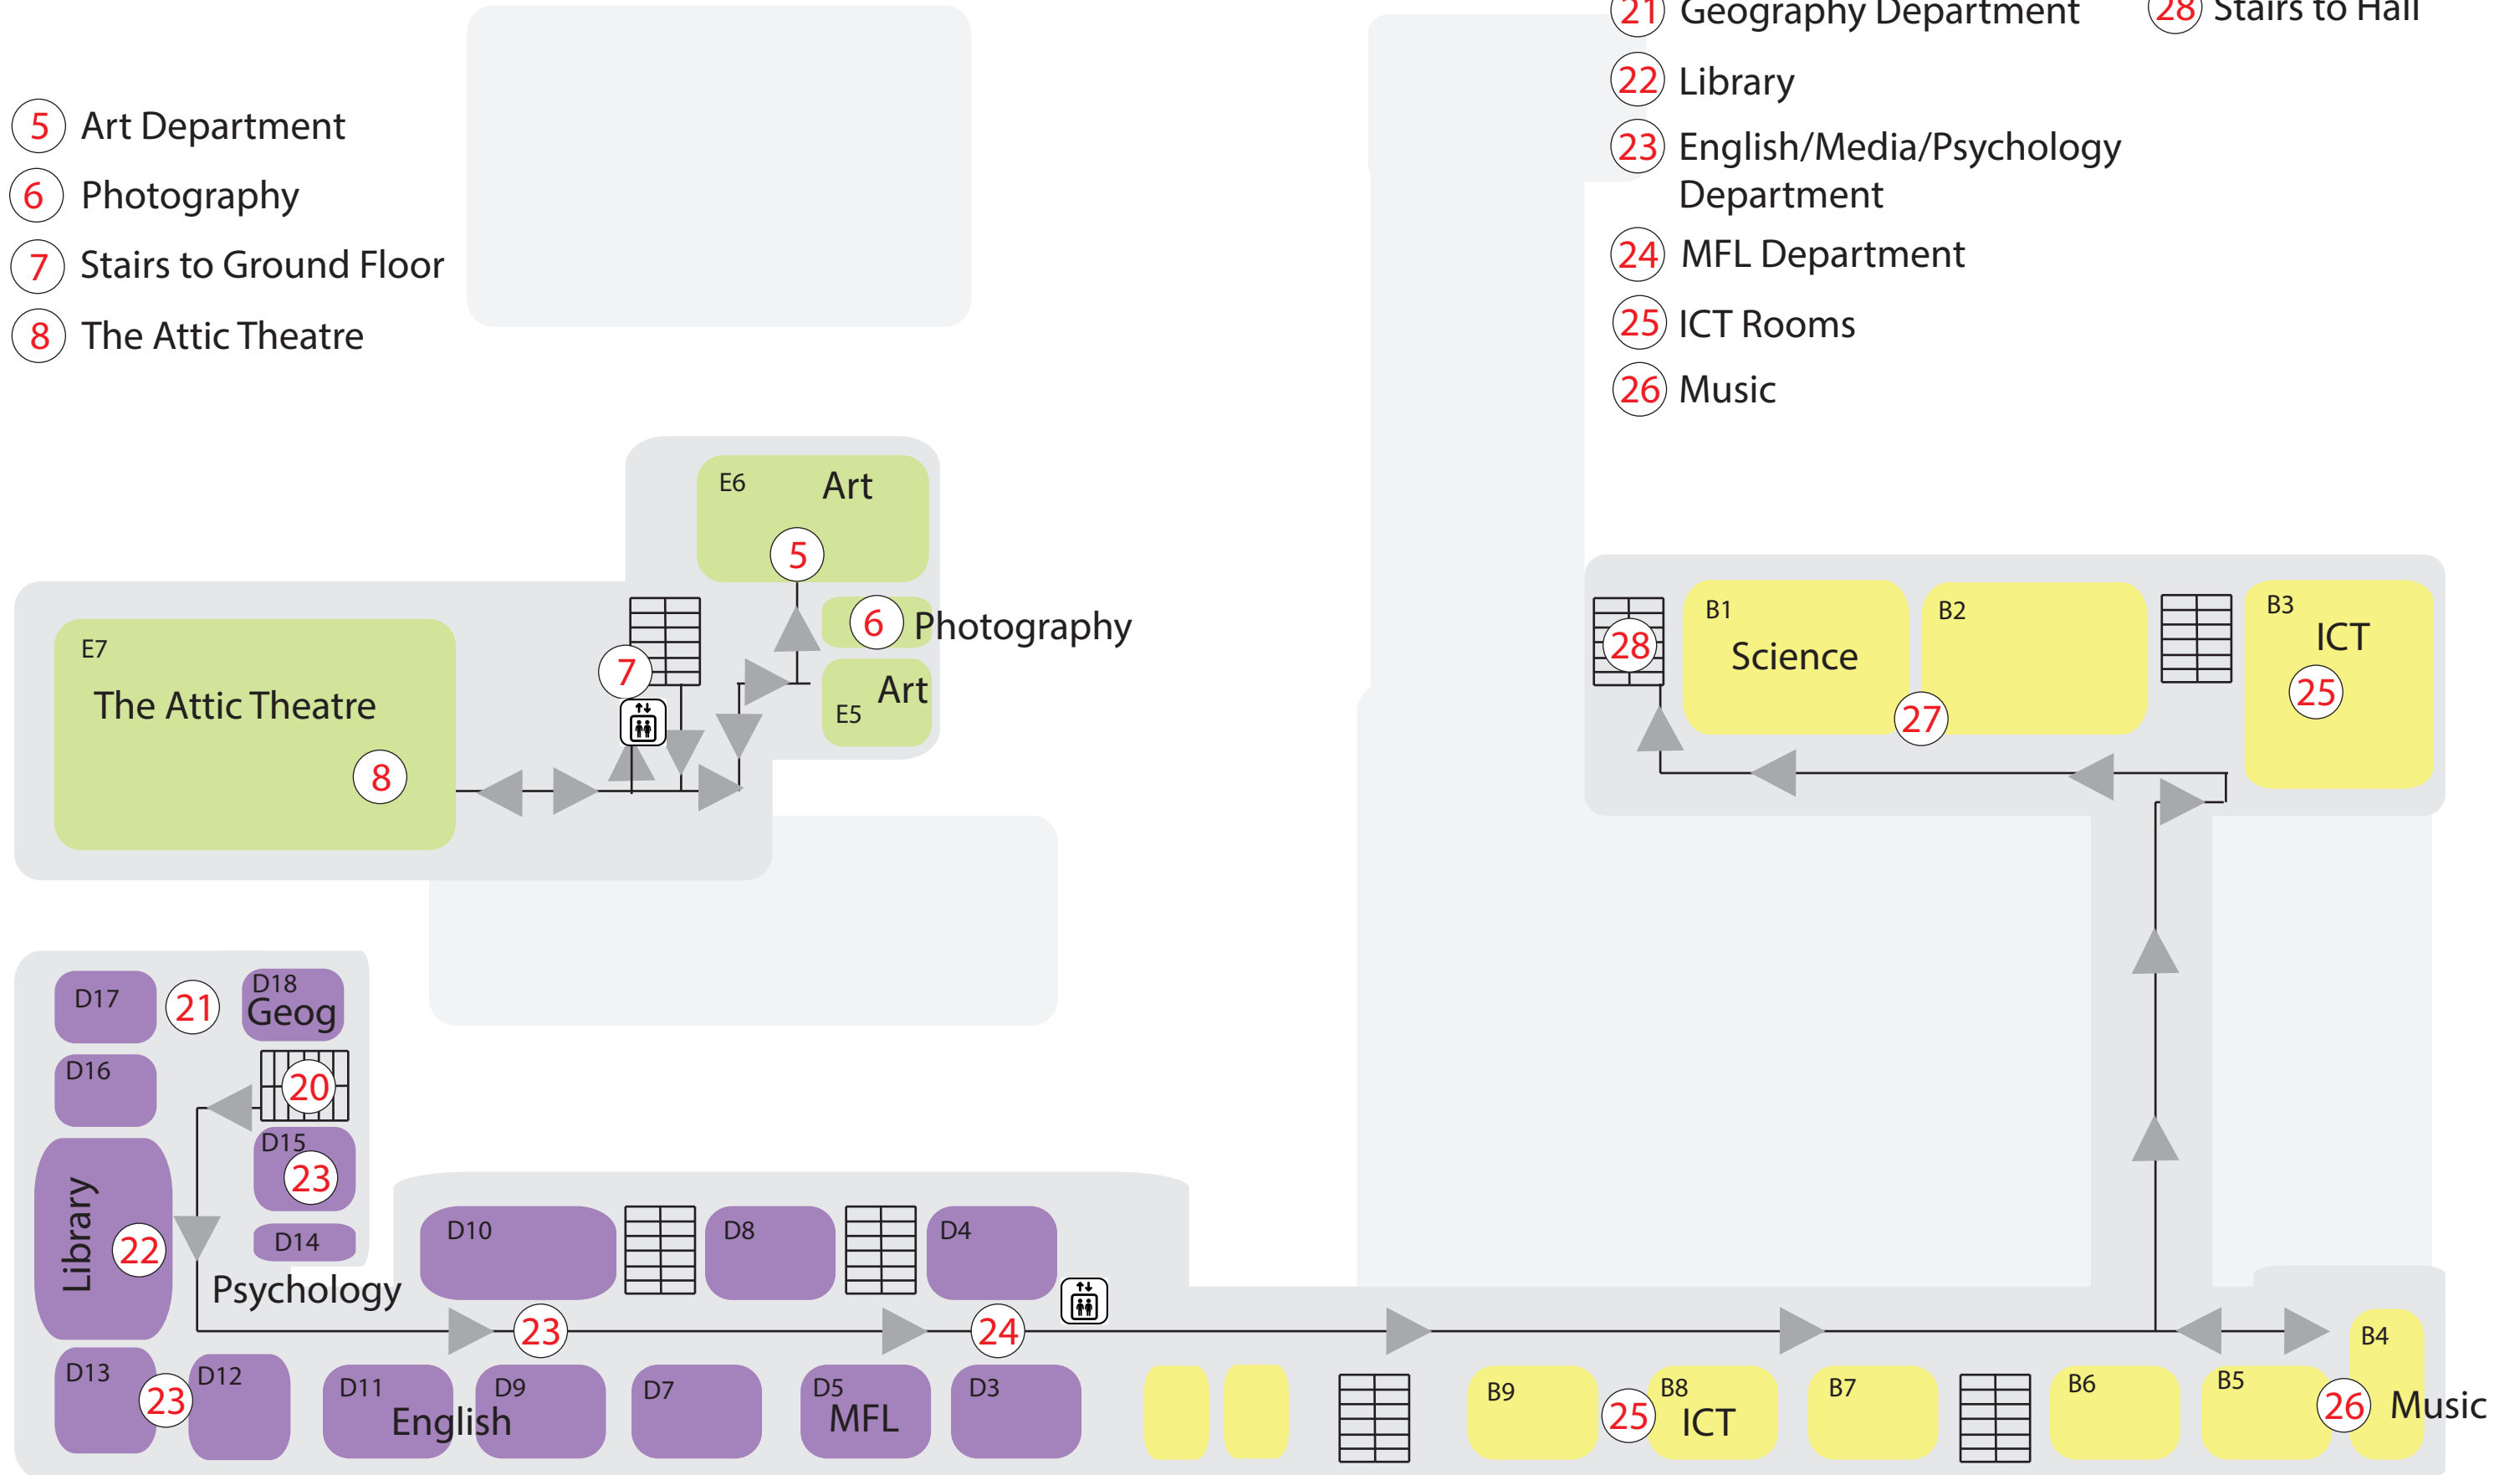 5 Art Department
6 Photography
7 Stairs to Ground Floor
8 The Attic Theatre
21 Geography Department
28 Stairs to Hall
22 Library
23 English/Media/Psychology
Department
24 MFL Department
25 ICT Rooms
26 Music
E6 Art
5
6 Photography
Art
E5
7
E7
The Attic Theatre
8
B1
Science
B2
B3
ICT
25
27
28
D17
21
D18
Geog
D16
20
D15
23
D14
Library
22
Psychology
D10
D8
D4
23
24
D13
23
D12
D11
D9
English
D7
D5
MFL
D3
B9
25
B8
ICT
B7
B6
B5
B4
26 Music